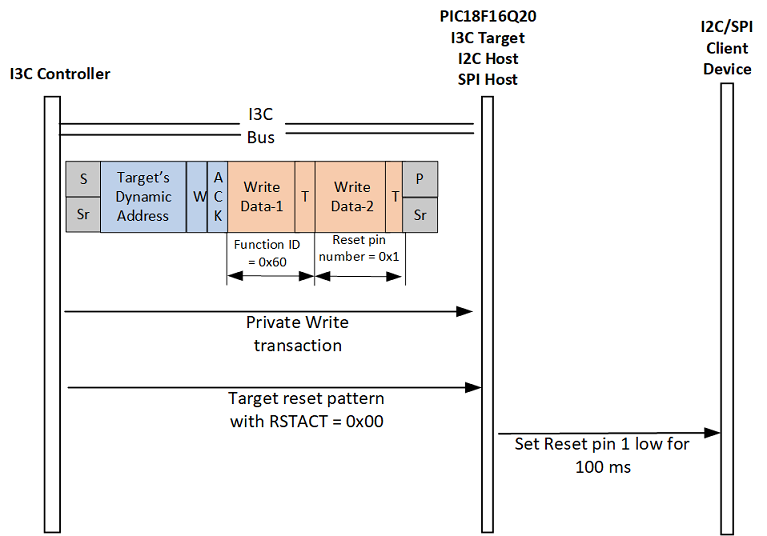 PIC18F16Q20
I3C Target
I2C Host
SPI Host
I2C/SPI
Client
Device
I3C Controller
I3C
Bus
S
Sr
Target's
Dynamic
Address
W
A
C
K
Write
Data-1
T
Write
Data-2
T
P
Sr
Function ID
= 0x60
Reset pin
number = 0x1
Private Write
transaction
Target reset pattern
with RSTACT = 0x00
Set Reset pin 1 low for
100 ms